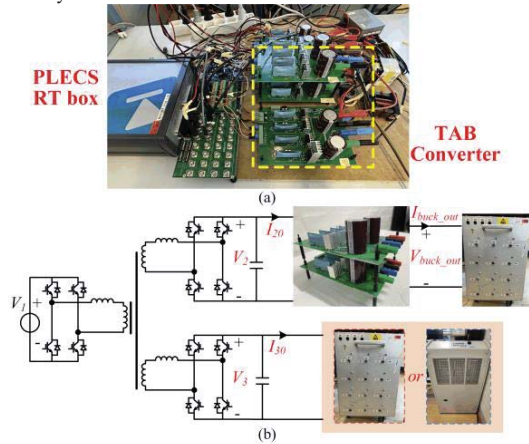 PLECS
RT box
TAB
Converter
(a)
I20
Ibuck_out
+
+
V2
Vbuck_out
-
-
V1
+
-
I30
+
V3
-
or
(b)